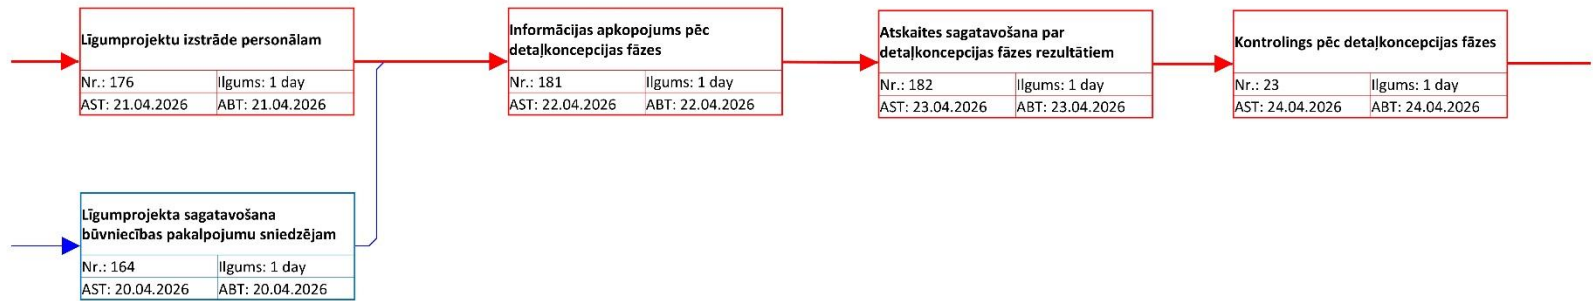 Līgumprojektu izstrāde personālam
Nr.: 176 Ilgums: 1 day
AST: 21.04.2026 ABT: 21.04.2026
Informācijas apkopojums pēc
detaļkoncepcijas fāzes
Nr.: 181 Ilgums: 1 day
AST: 22.04.2026 ABT: 22.04.2026
Atskaites sagatavošana par
detaļkoncepcijas fāzes rezultātiem
Nr.: 182 Ilgums: 1 day
AST: 23.04.2026 ABT: 23.04.2026
Kontrolings pēc detaļkoncepcijas fāzes
Nr.: 23 Ilgums: 1 day
AST: 24.04.2026 ABT: 24.04.2026
Līgumprojekta sagatavošana
būvniecības pakalpojumu sniedzējam
Nr.: 164 Ilgums: 1 day
AST: 20.04.2026 ABT: 20.04.2026